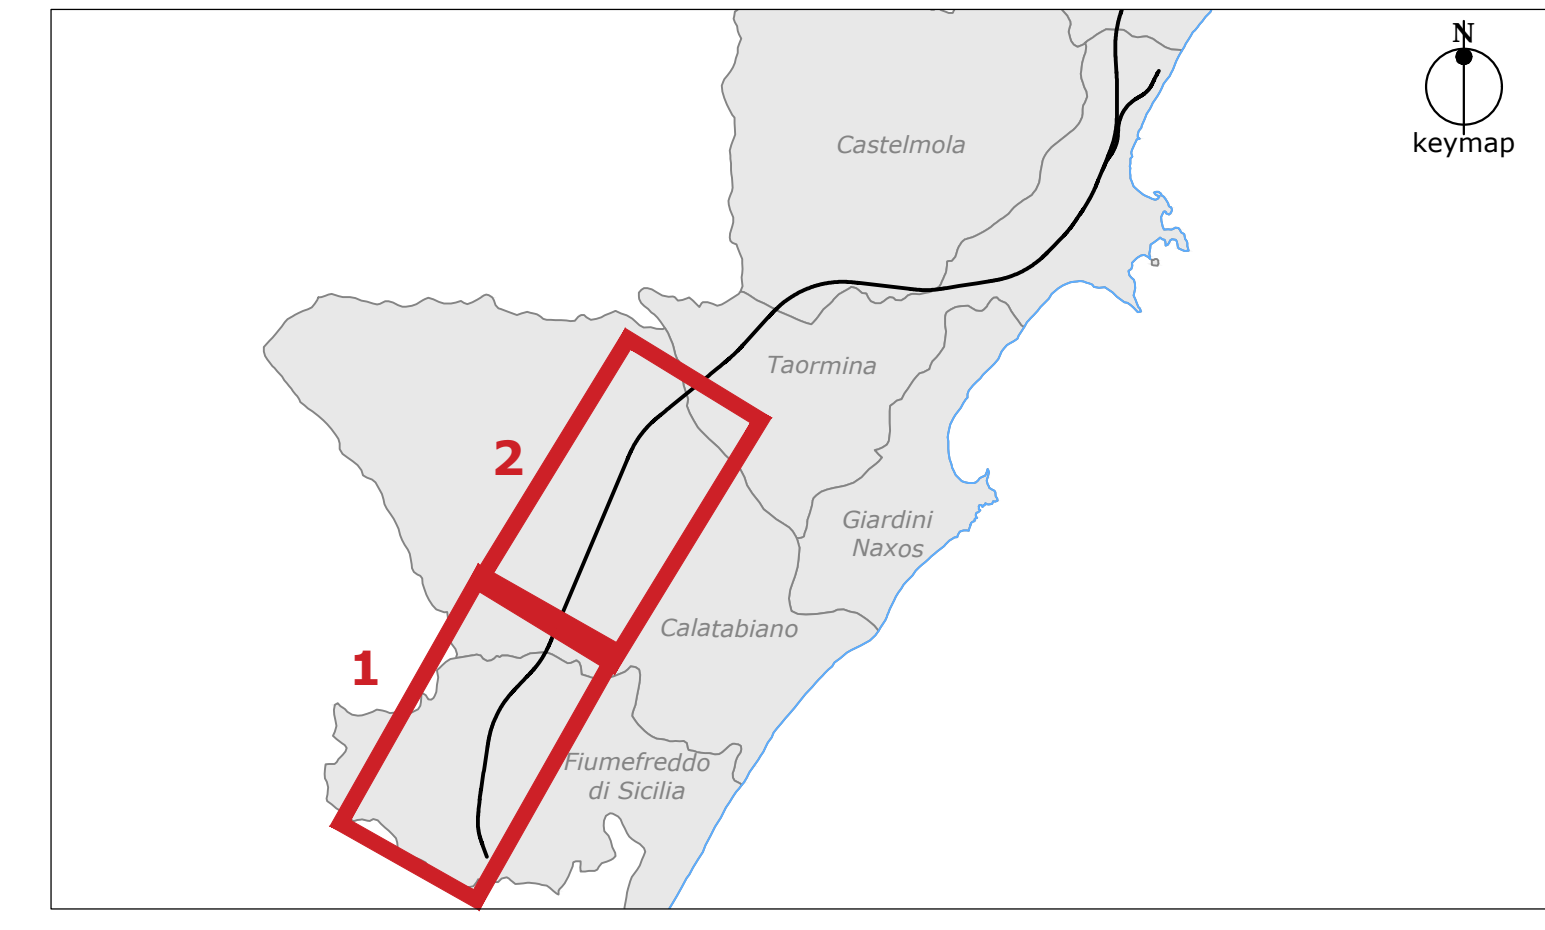 N
keymap
Castelmola
Taormina
2
Giardini
Naxos
Calatabiano
1
Fiumefreddo
di Sicilia